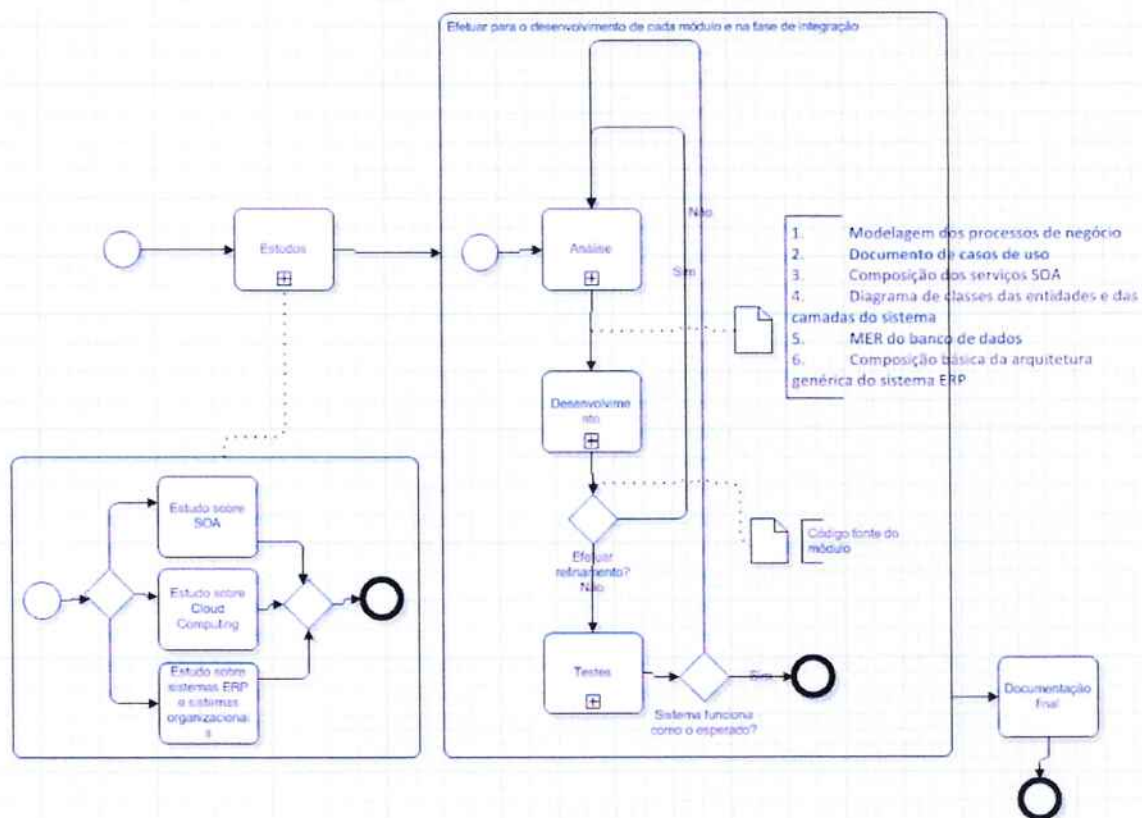 Efetuar para o desenvolvimento de cada módulo e na fase de integração
Estudos
Análise
Não
Sim
1. Modelagem dos processos de negócio
2. Documento de casos de uso
3. Composição dos serviços SOA
4. Diagrama de classes das entidades e das
camadas do sistema
5. MER do banco de dados
6. Composição básica da arquitetura
genérica do sistema ERP
Desenvolvime
nto
Efetuar
refinamento?
Não
Código fonte do
módulo
Estudo sobre
SOA
Estudo sobre
Cloud
Computing
Estudo sobre
sistemas ERP
e sistemas
organizacionai
s
Testes
Sim
Sistema funciona
como o esperado?
Documentação
final